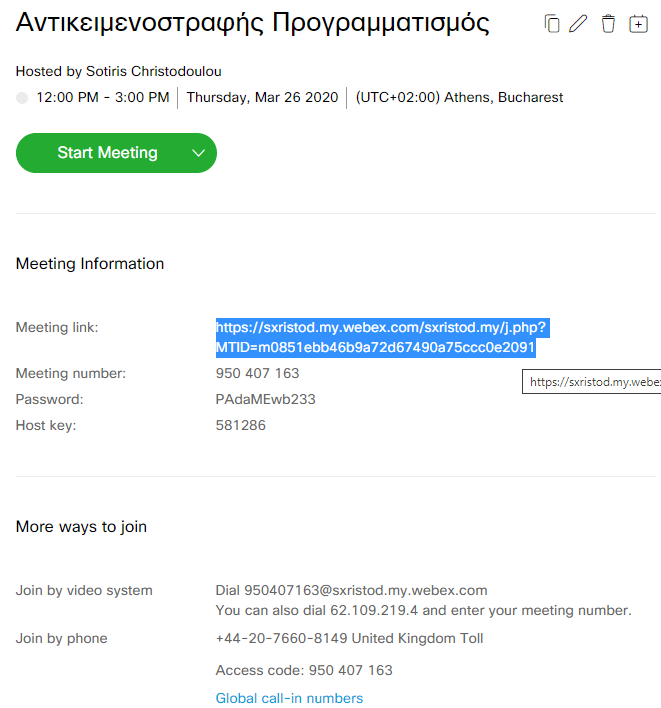 Αντικειμενοστραφής Προγραμματισμός
Hosted by Sotiris Christodoulou
12:00 PM - 3:00 PM | Thursday, Mar 26 2020 | (UTC+02:00) Athens, Bucharest
Start Meeting
Meeting Information
Meeting link: https://sxristod.my.webex.com/sxristod.my/j.php?
MTID=m0851ebb46b9a72d67490a75ccc0e2091
Meeting number: 950 407 163
https://sxristod.my.webex
Password: PAdaMEwb233
Host key: 581286
More ways to join
Join by video system Dial 950407163@sxristod.my.webex.com
You can also dial 62.109.219.4 and enter your meeting number.
Join by phone +44-20-7660-8149 United Kingdom Toll
Access code: 950 407 163
Global call-in numbers